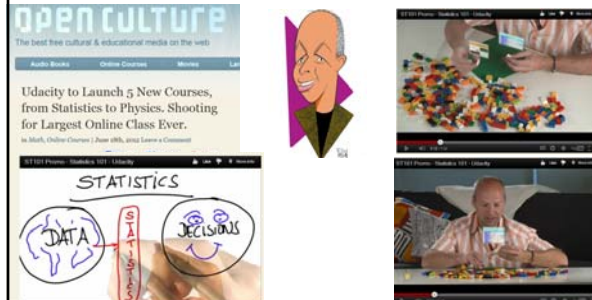 OPEN CULTURE
The best free cultural & educational media on the web
Audio Books Online Courses Movies
Udacity to Launch 5 New Courses,
from Statistics to Physics. Shooting
for Largest Online Class Ever.
in Math, Online Courses | June 18th, 2012 Leave a Comment
ST101 Promo - Statistics 101 - Udacity
STATISTICS
DATA
STATISTICS
DECISIONS
ST101 Promo - Statistics 101 - Udacity
ST101 Promo - Statistics 101 - Udacity